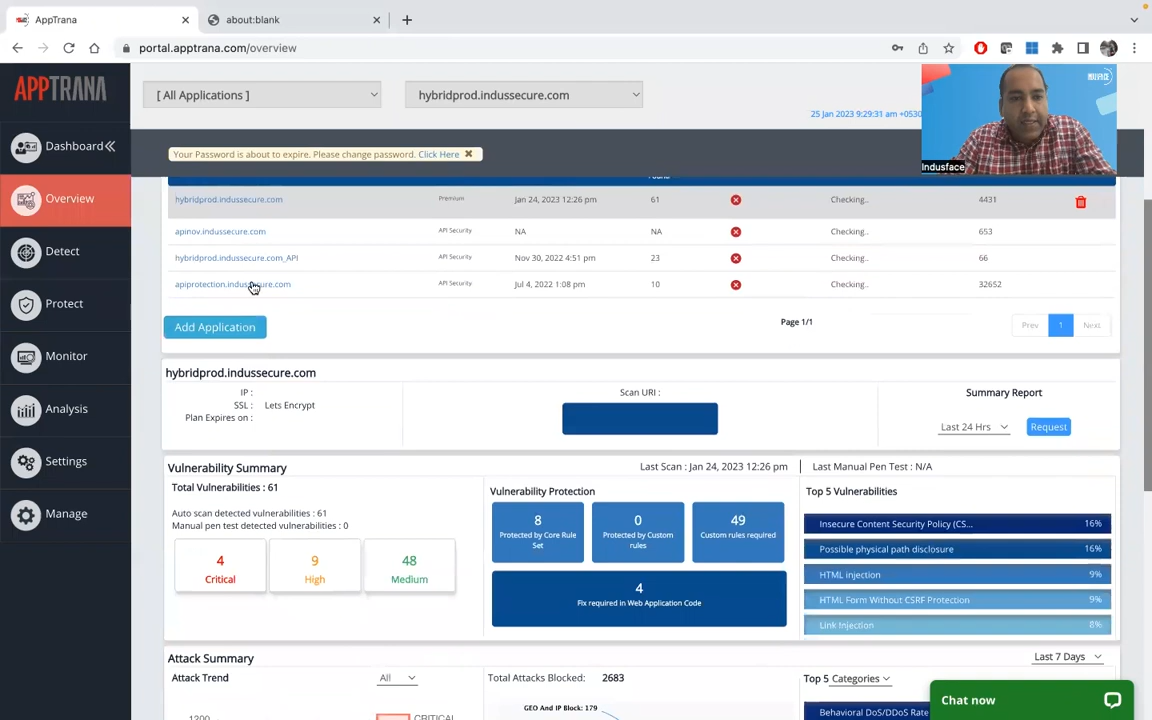 AppTrana
about:blank
portal.apptrana.com/overview
APPTRANA
[ All Applications ]
hybridprod.indussecure.com
25 Jan 2023 9:29:31 am +0530
INDUSFACE
Indusface
Dashboard
Your Password is about to expire. Please change password. Click Here
Overview
hybridprod.indussecure.com Premium Jan 24, 2023 12:26 pm 61 Checking.. 4431
apinov.indussecure.com API Security NA NA Checking.. 653
Detect
hybridprod.indussecure.com_API API Security Nov 30, 2022 4:51 pm 23 Checking.. 66
apiprotection.indussecure.com API Security Jul 4, 2022 1:08 pm 10 Checking.. 32652
Protect
Add Application
Page 1/1
Prev 1 Next
Monitor
hybridprod.indussecure.com
IP :
SSL : Lets Encrypt
Plan Expires on :
Scan URI :
Summary Report
Last 24 Hrs
Request
Analysis
Settings
Manage
Vulnerability Summary
Last Scan : Jan 24, 2023 12:26 pm
Last Manual Pen Test : N/A
Total Vulnerabilities : 61
Auto scan detected vulnerabilities : 61
Manual pen test detected vulnerabilities : 0
4
Critical
9
High
48
Medium
Vulnerability Protection
8
Protected by Core Rule
Set
0
Protected by Custom
rules
49
Custom rules required
4
Fix required in Web Application Code
Top 5 Vulnerabilities
Insecure Content Security Policy (CS... 16%
Possible physical path disclosure 16%
HTML injection 9%
HTML Form Without CSRF Protection 9%
Link Injection 8%
Attack Summary
Last 7 Days
Attack Trend
All
Total Attacks Blocked: 2683
Top 5 Categories
GEO And IP Block: 179
Behavioral DoS/DDoS Rate
1200
CRITICAL
Chat now